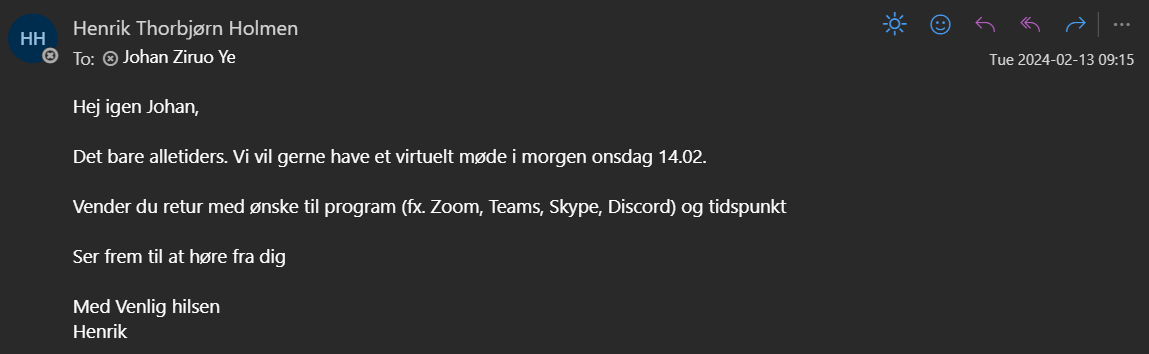 HH
Henrik Thorbjørn Holmen
To: Johan Ziruo Ye
Tue 2024-02-13 09:15
Hej igen Johan,
Det bare alletiders. Vi vil gerne have et virtuelt møde i morgen onsdag 14.02.
Vender du retur med ønske til program (fx. Zoom, Teams, Skype, Discord) og tidspunkt
Ser frem til at høre fra dig
Med Venlig hilsen
Henrik